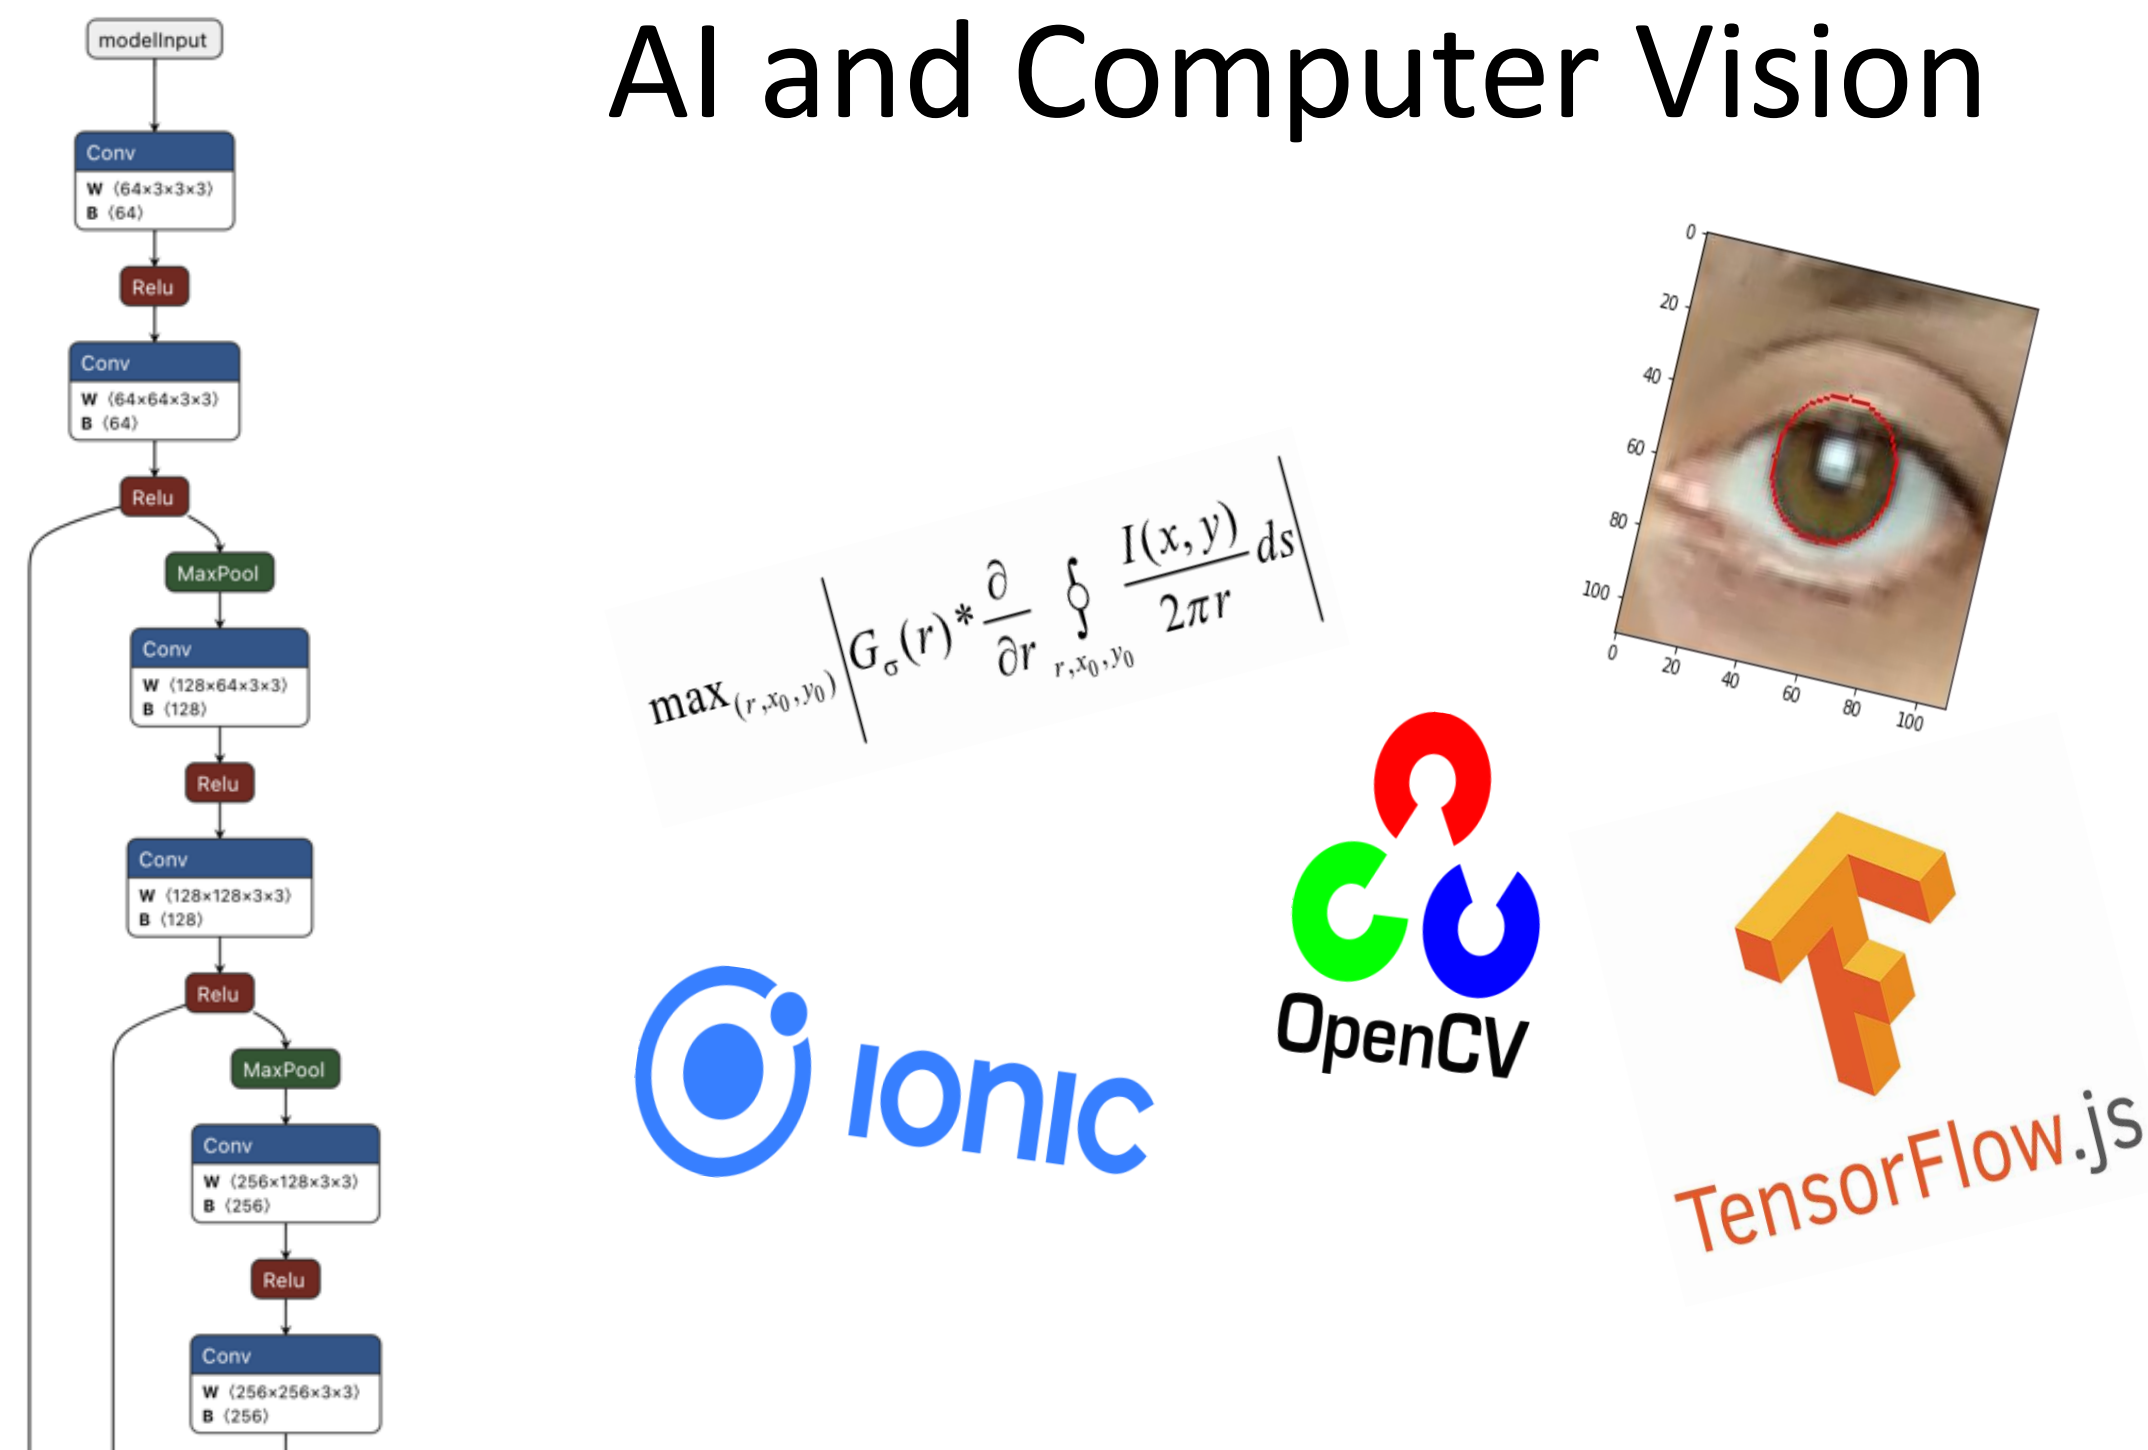 AI and Computer Vision
modelInput
Conv
W ⟨64×3×3×3⟩
B ⟨64⟩
Relu
Conv
W ⟨64×64×3×3⟩
B ⟨64⟩
Relu
MaxPool
Conv
W ⟨128×64×3×3⟩
B ⟨128⟩
Relu
Conv
W ⟨128×128×3×3⟩
B ⟨128⟩
Relu
MaxPool
Conv
W ⟨256×128×3×3⟩
B ⟨256⟩
Relu
Conv
W ⟨256×256×3×3⟩
B ⟨256⟩
max_(r,x₀,y₀) | G_σ(r) * ∂/∂r ∮_r,x₀,y₀ I(x,y)/2πr ds |
0
20
40
60
80
100
0 20 40 60 80 100
OpenCV
ionic
TensorFlow.js